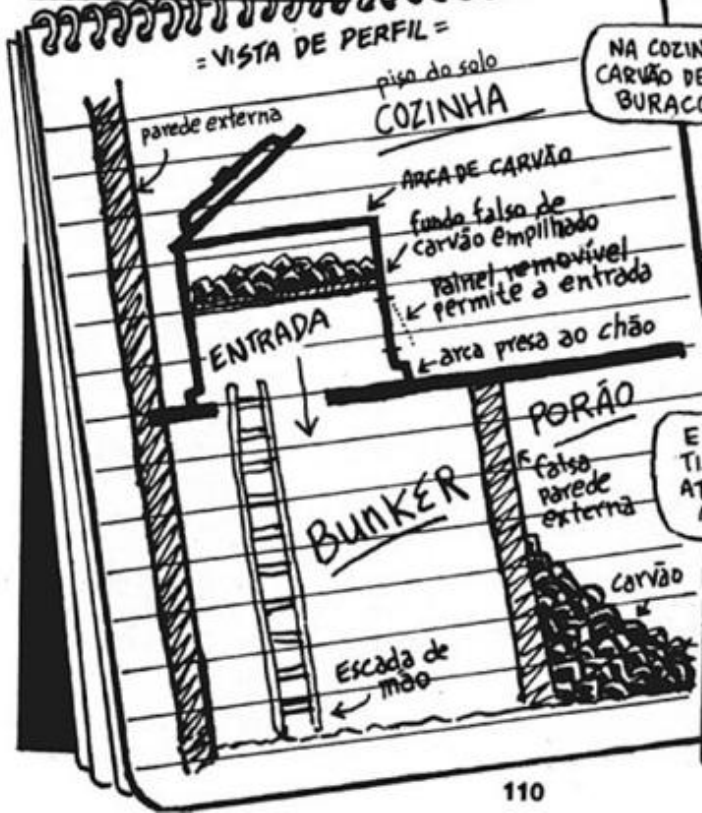 = VISTA DE PERFIL =
piso do solo
COZINHA
parede externa
ARCA DE CARVÃO
fundo falso de
carvão empilhado
painel removível
permite a entrada
arca presa ao chão
ENTRADA
PORÃO
falsa
parede
externa
BUNKER
carvão
Escada de
mão
NA COZIN
CARVÃO DE
BURACO
E
TI
AT
110